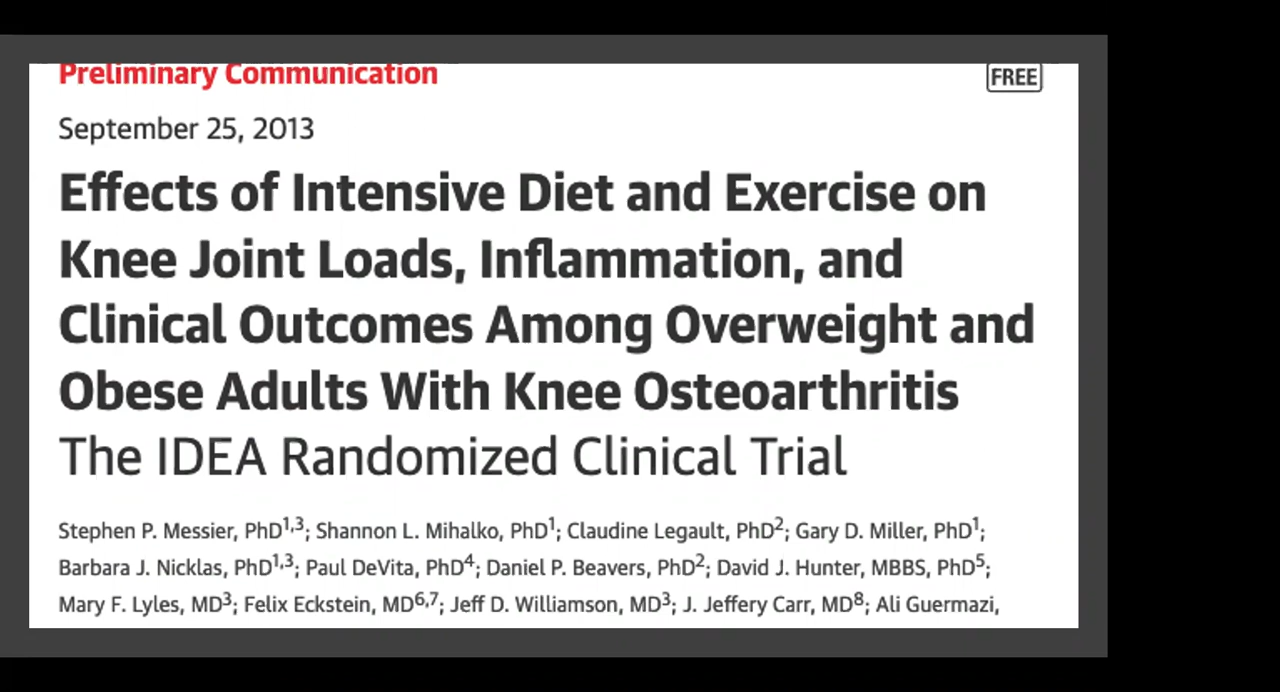 Preliminary Communication
FREE
September 25, 2013
Effects of Intensive Diet and Exercise on
Knee Joint Loads, Inflammation, and
Clinical Outcomes Among Overweight and
Obese Adults With Knee Osteoarthritis
The IDEA Randomized Clinical Trial
Stephen P. Messier, PhD1,3; Shannon L. Mihalko, PhD1; Claudine Legault, PhD2; Gary D. Miller, PhD1;
Barbara J. Nicklas, PhD1,3; Paul DeVita, PhD4; Daniel P. Beavers, PhD2; David J. Hunter, MBBS, PhD5;
Mary F. Lyles, MD3; Felix Eckstein, MD6,7; Jeff D. Williamson, MD3; J. Jeffery Carr, MD8; Ali Guermazi,